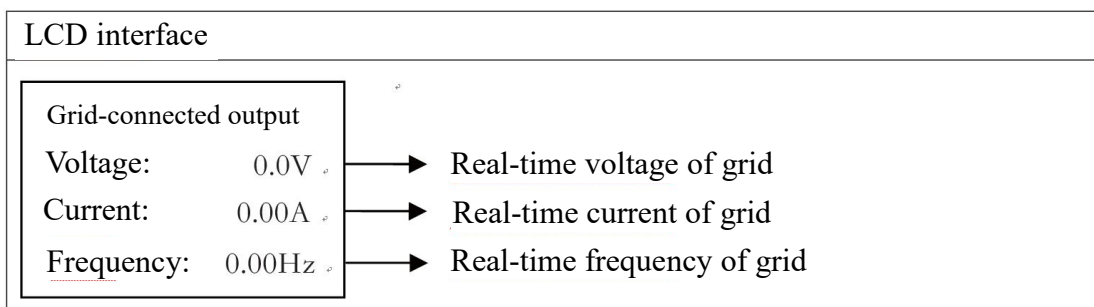 LCD interface
Grid-connected output
Voltage: 0.0V Real-time voltage of grid
Current: 0.00A Real-time current of grid
Frequency: 0.00Hz Real-time frequency of grid